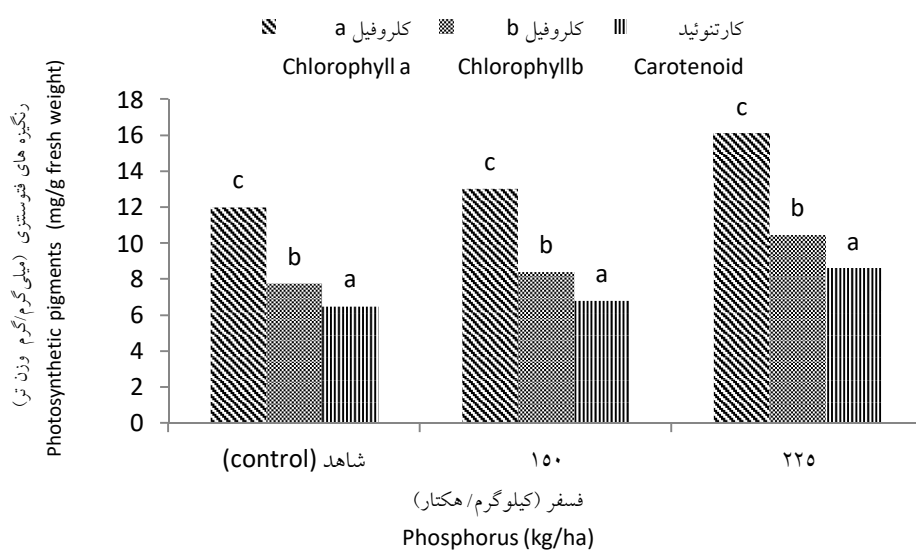 کلروفیل a کلروفیل b کارتنوئید
Chlorophyll a Chlorophyllb Carotenoid
رنگیزه های فتوسنتزی (میلی گرم/گرم وزن تر)
Photosynthetic pigments (mg/g fresh weight)
18
16
14
12
10
8
6
4
2
0
c
b
a
c
b
a
c
b
a
شاهد (control) ۱۵۰ ۲۲۵
فسفر (کیلوگرم/هکتار)
Phosphorus (kg/ha)